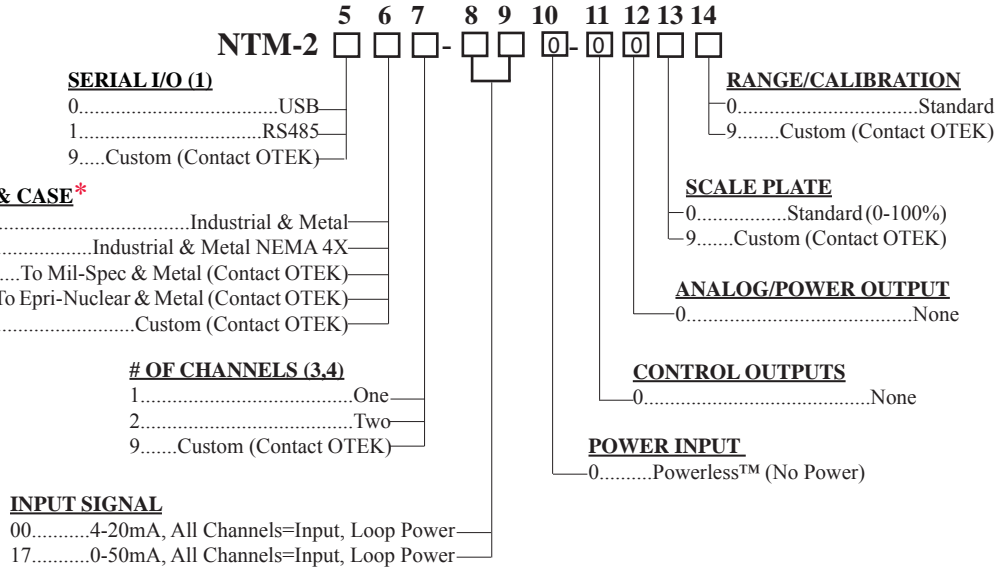 5 6 7 8 9 10 11 12 13 14
NTM-2 - 0 - 0 0
SERIAL I/O (1)
0..................................USB
1..............................RS485
9.....Custom (Contact OTEK)
& CASE*
...............................Industrial & Metal
...............Industrial & Metal NEMA 4X
....To Mil-Spec & Metal (Contact OTEK)
To Epri-Nuclear & Metal (Contact OTEK)
......................Custom (Contact OTEK)
# OF CHANNELS (3,4)
1...................................One
2...................................Two
9.......Custom (Contact OTEK)
INPUT SIGNAL
00...........4-20mA, All Channels=Input, Loop Power
17...........0-50mA, All Channels=Input, Loop Power
RANGE/CALIBRATION
0.............................Standard
9........Custom (Contact OTEK)
SCALE PLATE
0................Standard (0-100%)
9.......Custom (Contact OTEK)
ANALOG/POWER OUTPUT
0.....................................None
CONTROL OUTPUTS
0.....................................None
POWER INPUT
0..........Powerless™ (No Power)